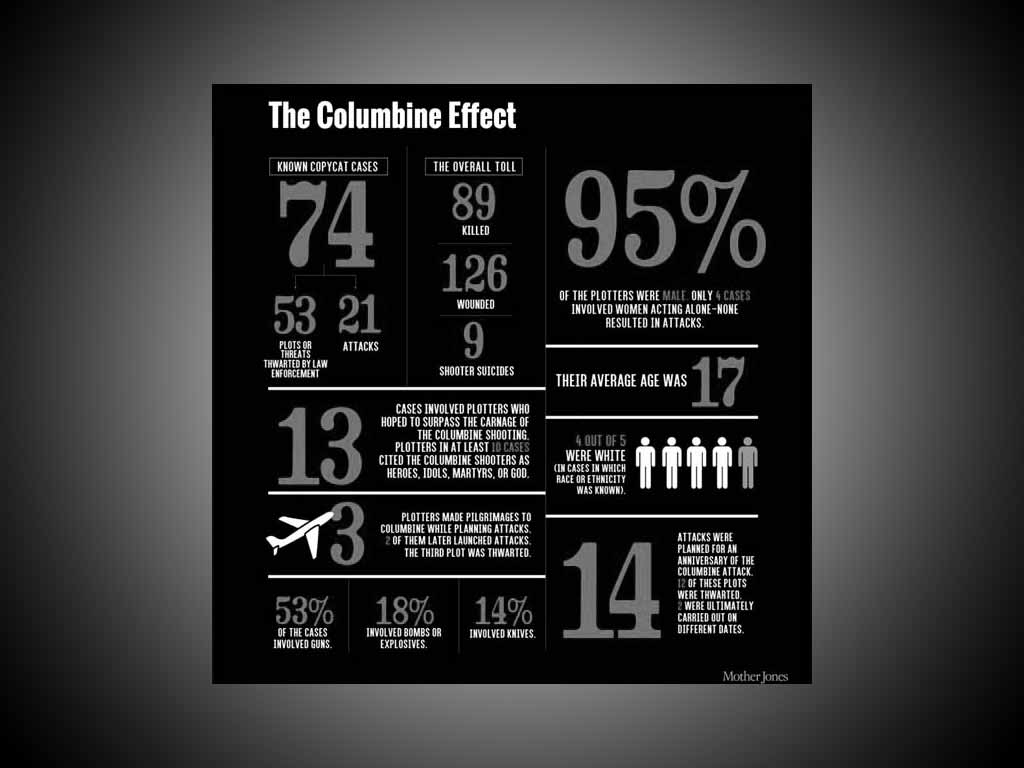 The Columbine Effect
KNOWN COPYCAT CASES
74
53
PLOTS OR
THREATS
THWARTED BY LAW
ENFORCEMENT
21
ATTACKS
THE OVERALL TOLL
89
KILLED
126
WOUNDED
9
SHOOTER SUICIDES
95%
OF THE PLOTTERS WERE MALE. ONLY 4 CASES
INVOLVED WOMEN ACTING ALONE–NONE
RESULTED IN ATTACKS.
THEIR AVERAGE AGE WAS 17
4 OUT OF 5
WERE WHITE
(IN CASES IN WHICH
RACE OR ETHNICITY
WAS KNOWN).
13
CASES INVOLVED PLOTTERS WHO
HOPED TO SURPASS THE CARNAGE OF
THE COLUMBINE SHOOTING.
PLOTTERS IN AT LEAST 10 CASES
CITED THE COLUMBINE SHOOTERS AS
HEROES, IDOLS, MARTYRS, OR GOD.
3
PLOTTERS MADE PILGRIMAGES TO
COLUMBINE WHILE PLANNING ATTACKS.
2 OF THEM LATER LAUNCHED ATTACKS.
THE THIRD PLOT WAS THWARTED.
53%
OF THE CASES
INVOLVED GUNS.
18%
INVOLVED BOMBS OR
EXPLOSIVES.
14%
INVOLVED KNIVES.
14
ATTACKS WERE
PLANNED FOR AN
ANNIVERSARY OF THE
COLUMBINE ATTACK.
12 OF THESE PLOTS
WERE THWARTED.
2 WERE ULTIMATELY
CARRIED OUT ON
DIFFERENT DATES.
Mother Jones